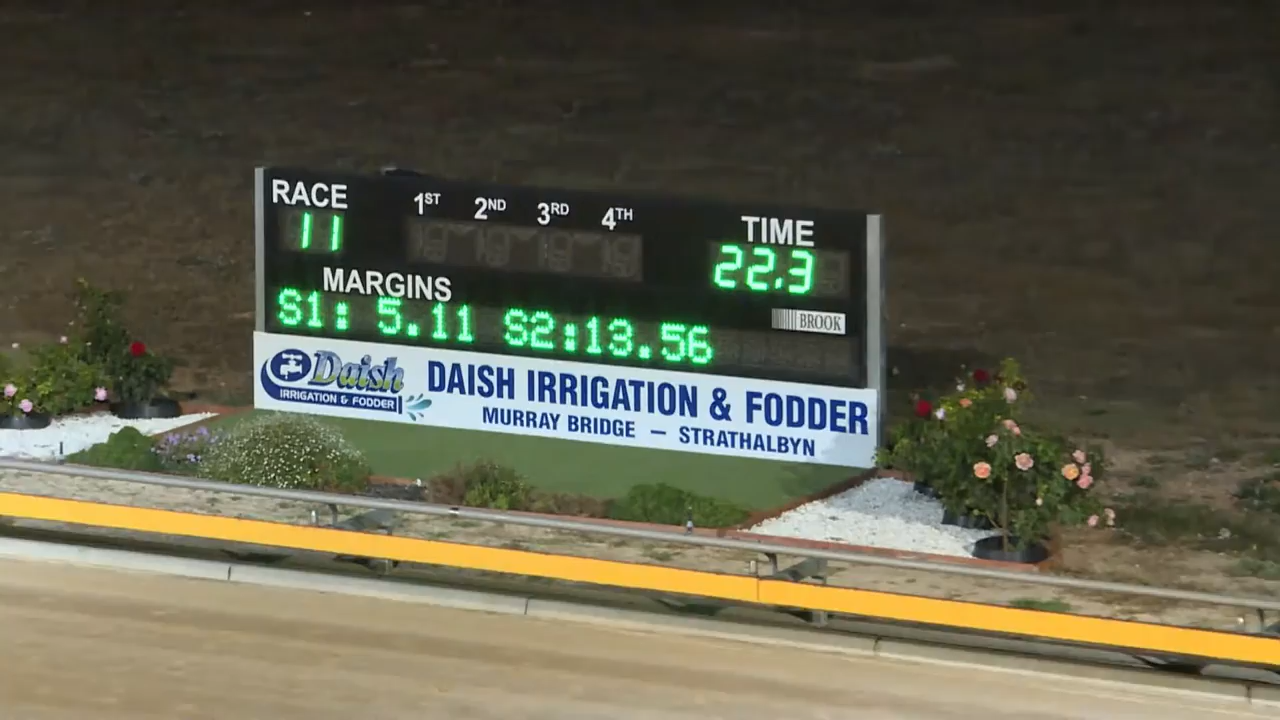 RACE 1ST 2ND 3RD 4TH TIME
11 22.3
MARGINS
S1: 5.11 S2:13.56
BROOK
Daish
IRRIGATION & FODDER
DAISH IRRIGATION & FODDER
MURRAY BRIDGE – STRATHALBYN